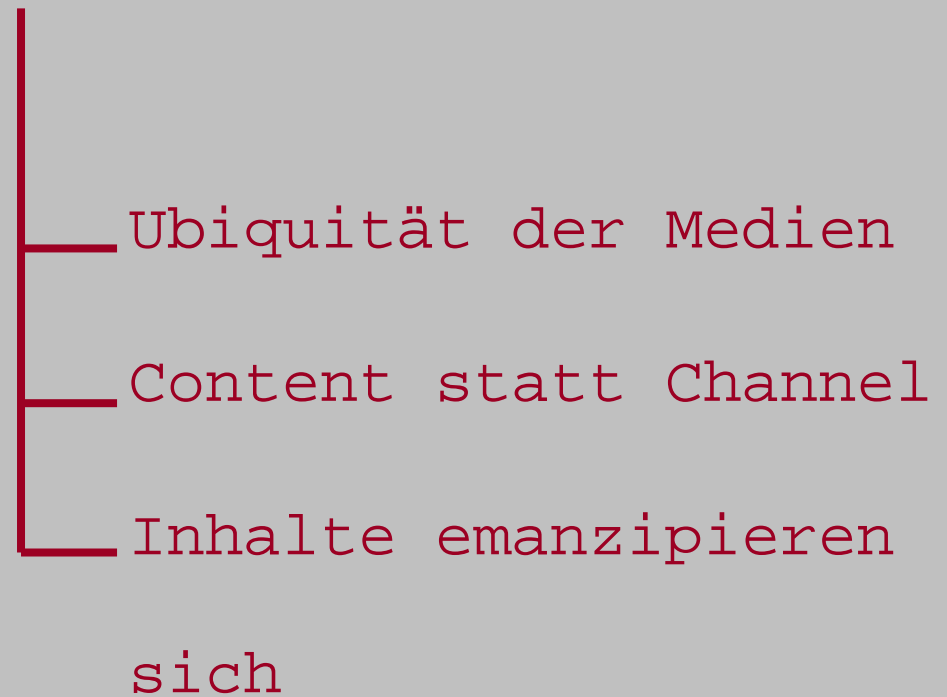 Ubiquität der Medien
Content statt Channel
Inhalte emanzipieren
sich